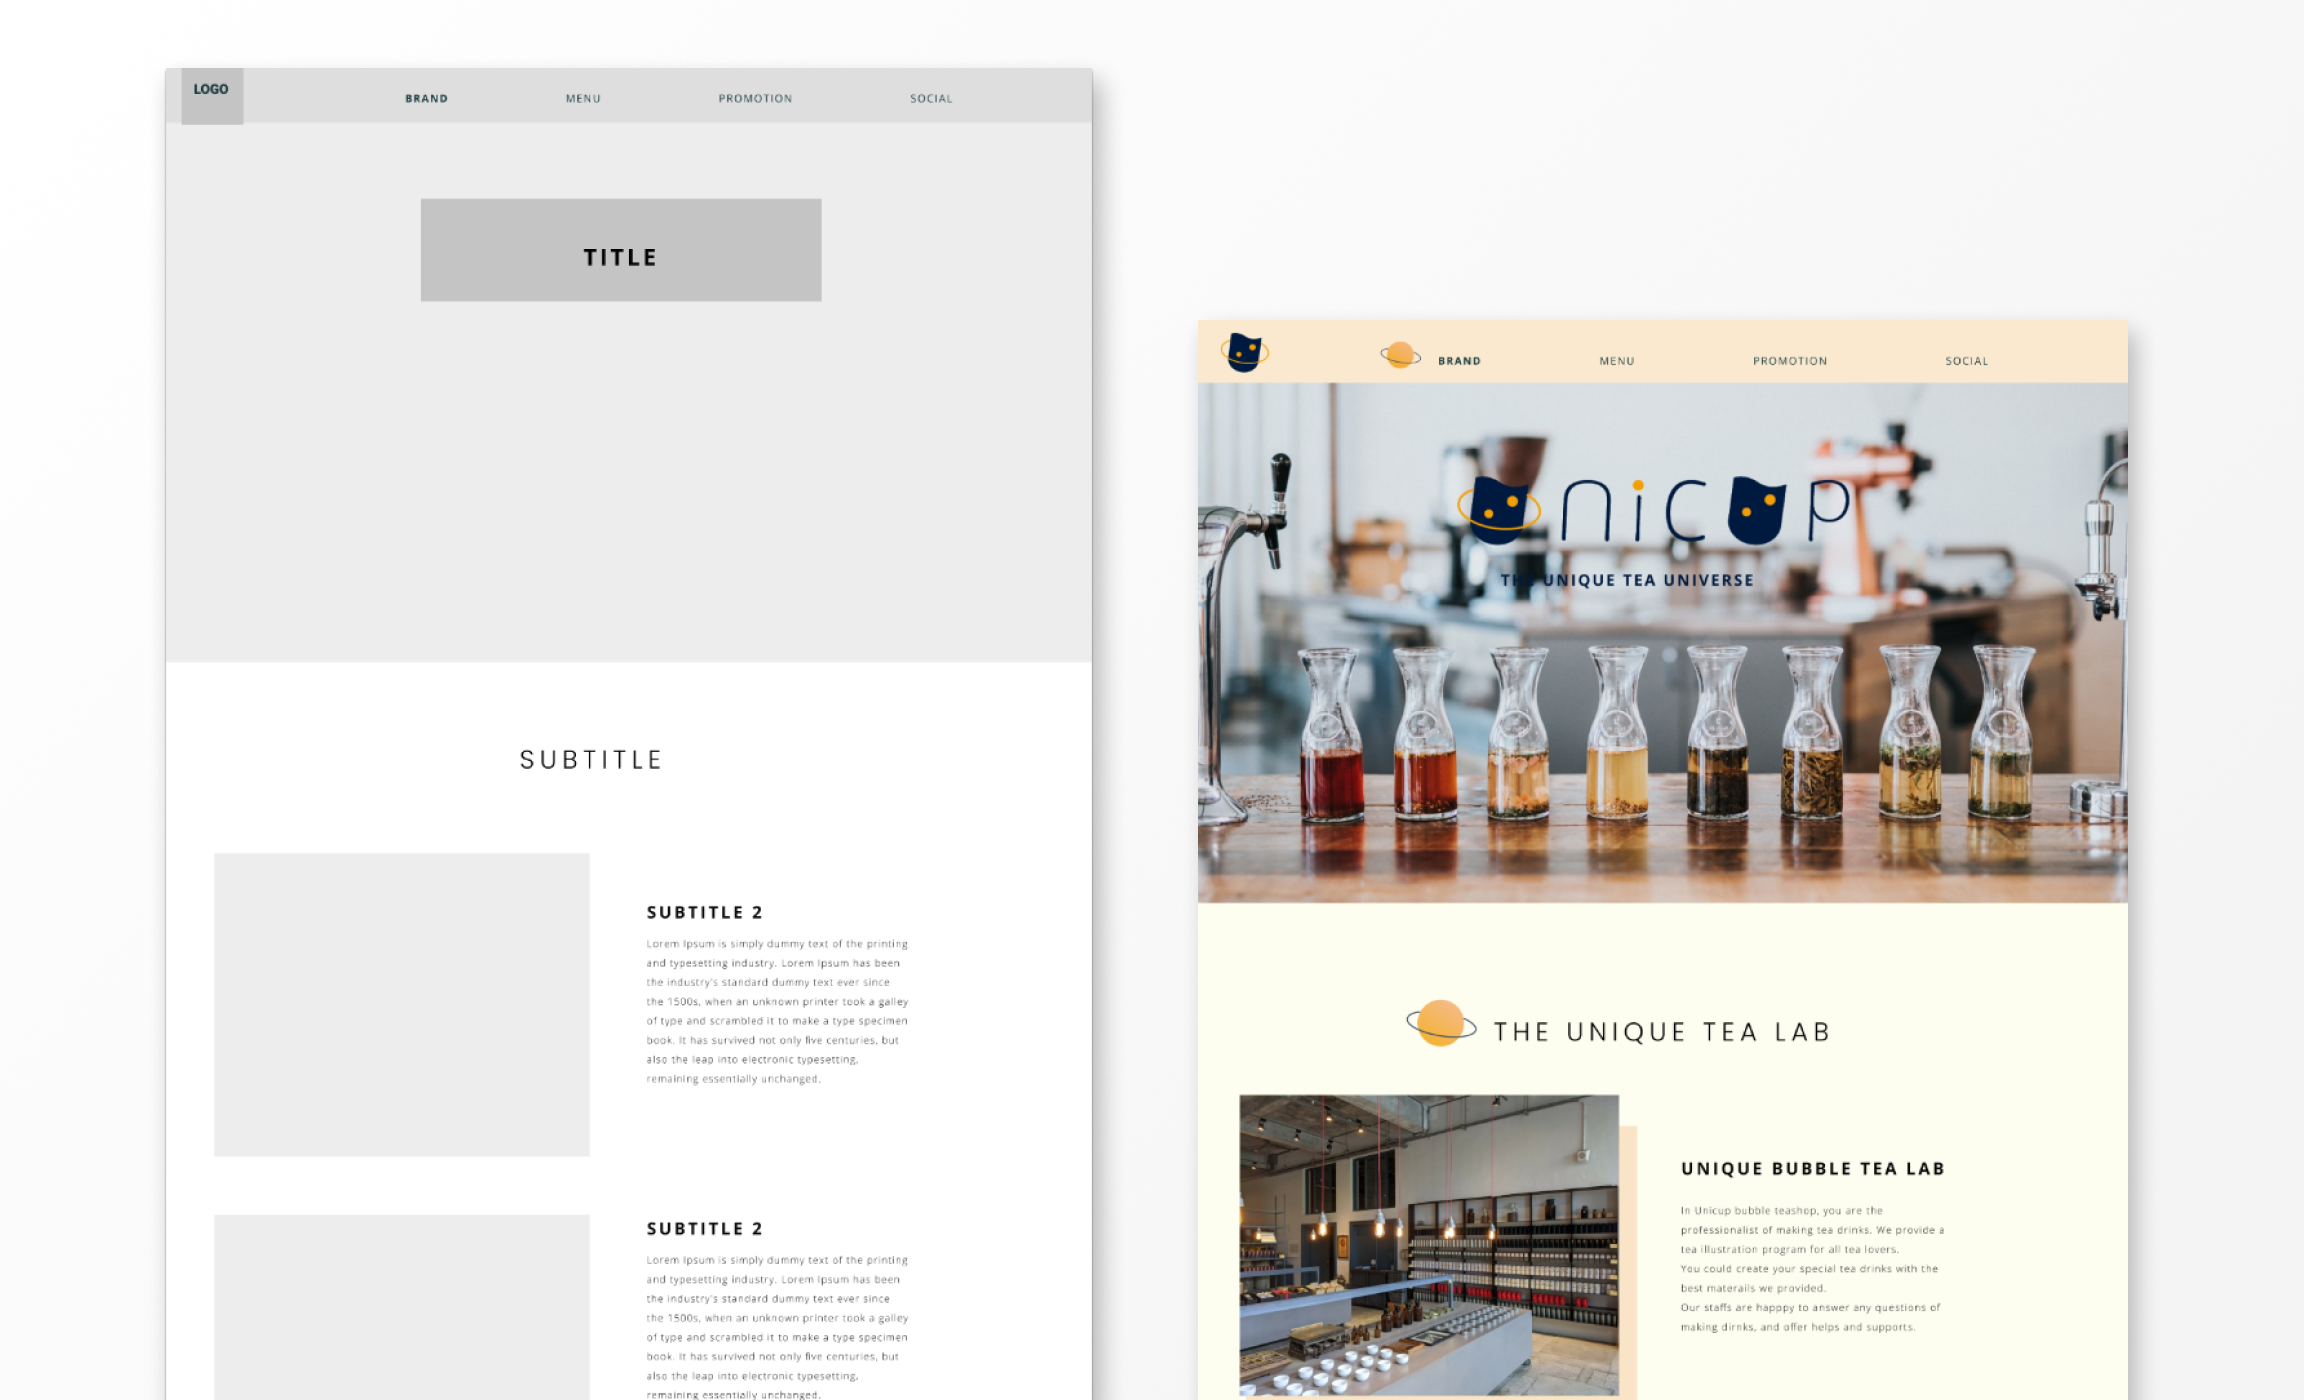 LOGO
BRAND MENU PROMOTION SOCIAL
TITLE
SUBTITLE
SUBTITLE 2
Lorem Ipsum is simply dummy text of the printing
and typesetting industry. Lorem Ipsum has been
the industry's standard dummy text ever since
the 1500s, when an unknown printer took a galley
of type and scrambled it to make a type specimen
book. It has survived not only five centuries, but
also the leap into electronic typesetting,
remaining essentially unchanged.
SUBTITLE 2
Lorem Ipsum is simply dummy text of the printing
and typesetting industry. Lorem Ipsum has been
the industry's standard dummy text ever since
the 1500s, when an unknown printer took a galley
of type and scrambled it to make a type specimen
book. It has survived not only five centuries, but
also the leap into electronic typesetting,
remaining essentially unchanged.
BRAND MENU PROMOTION SOCIAL
UNiCUP
THE UNIQUE TEA UNIVERSE
THE UNIQUE TEA LAB
UNIQUE BUBBLE TEA LAB
In Unicup bubble teashop, you are the
professionalist of making tea drinks. We provide a
tea illustration program for all tea lovers.
You could create your special tea drinks with the
best materails we provided.
Our staffs are happpy to answer any questions of
making dirnks, and offer helps and supports.